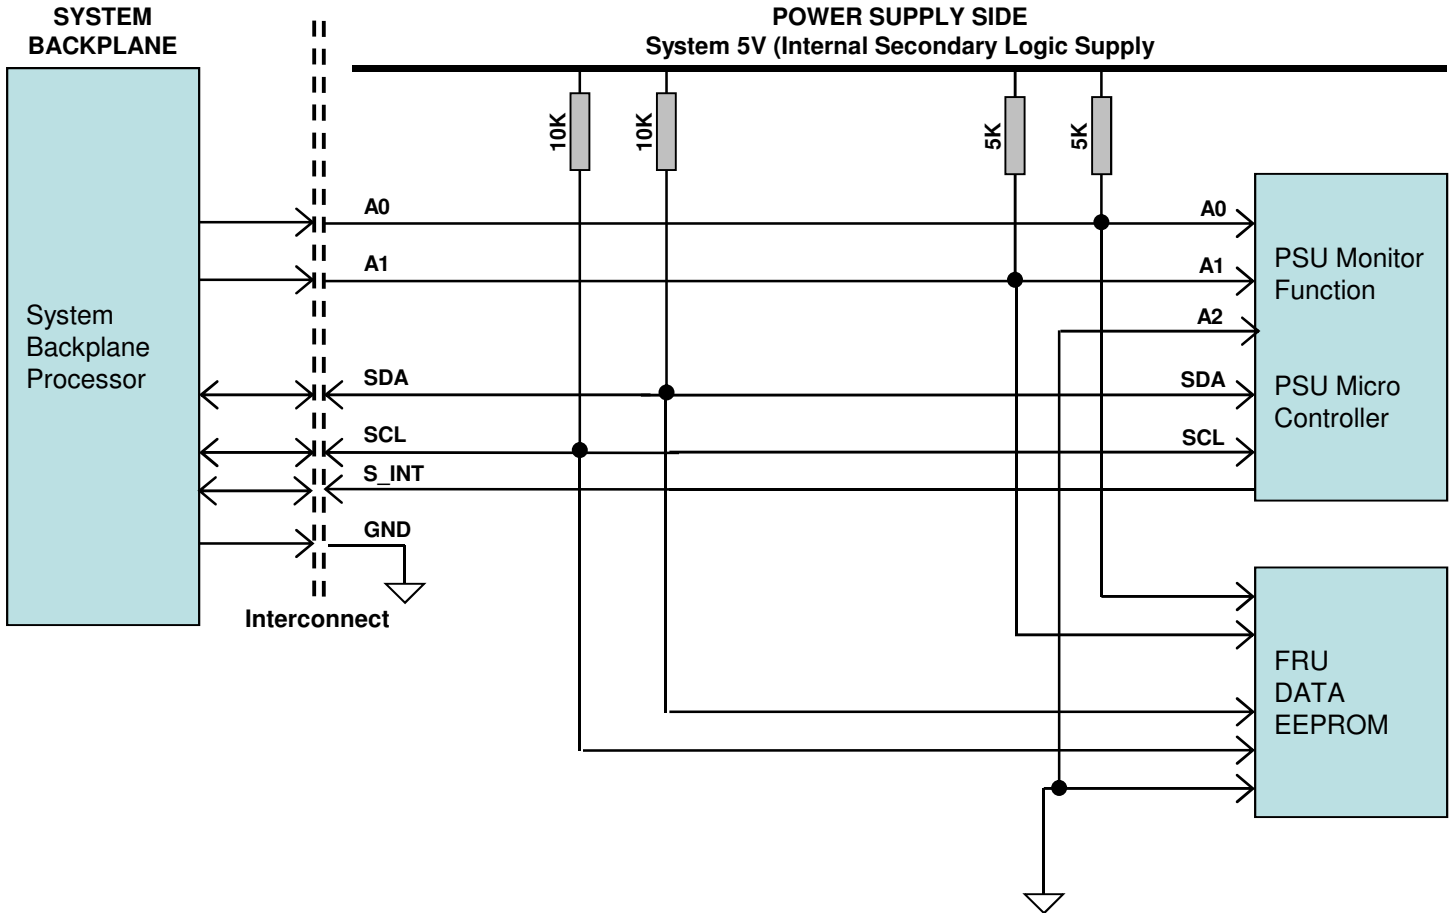 SYSTEM
BACKPLANE
POWER SUPPLY SIDE
System 5V (Internal Secondary Logic Supply
10K
10K
5K
5K
A0
A0
A1
A1
A2
SDA
SDA
SCL
SCL
S_INT
GND
Interconnect
System
Backplane
Processor
PSU Monitor
Function
PSU Micro
Controller
FRU
DATA
EEPROM